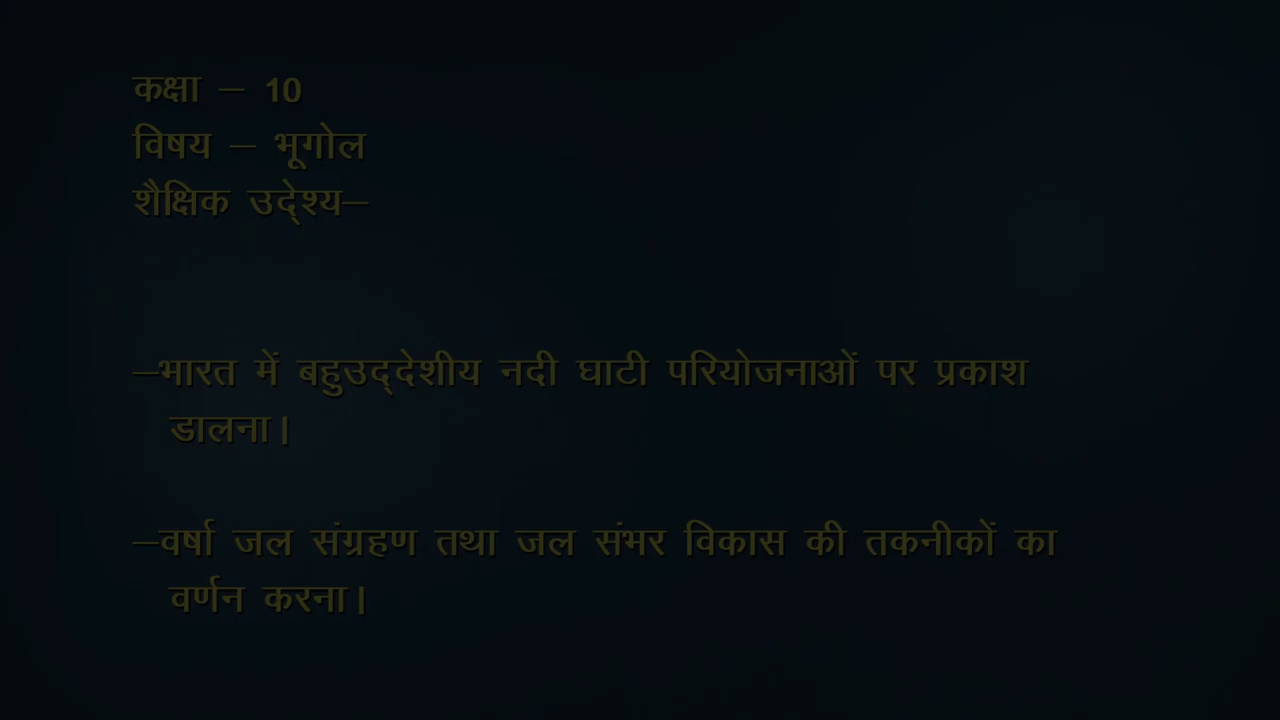 कक्षा – 10
विषय – भूगोल
शैक्षिक उदे्श्य–
–भारत में बहुउद्देशीय नदी घाटी परियोजनाओं पर प्रकाश
डालना।
–वर्षा जल संग्रहण तथा जल संभर विकास की तकनीकों का
वर्णन करना।